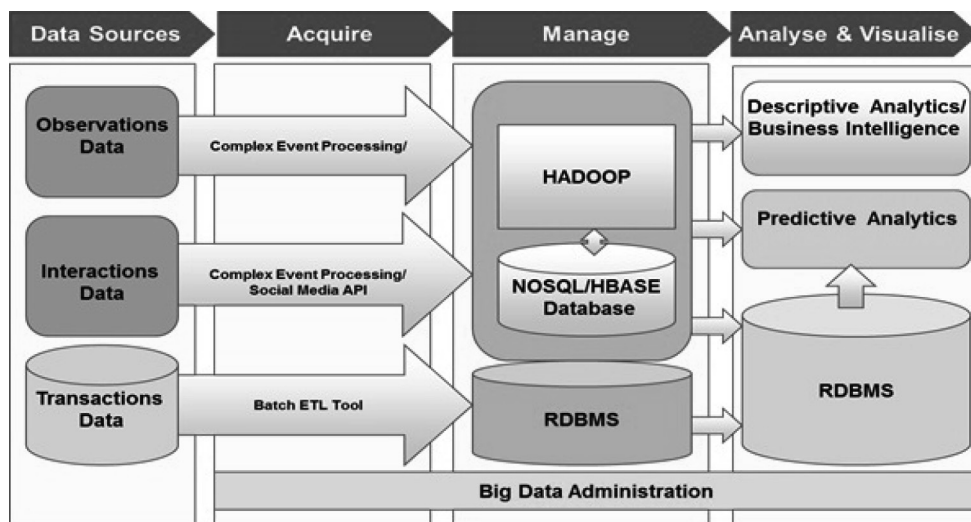 Data Sources
Acquire
Manage
Analyse & Visualise
Observations
Data
Complex Event Processing/
HADOOP
Descriptive Analytics/
Business Intelligence
Predictive Analytics
Interactions
Data
Complex Event Processing/
Social Media API
NOSQL/HBASE
Database
Transactions
Data
Batch ETL Tool
RDBMS
RDBMS
Big Data Administration